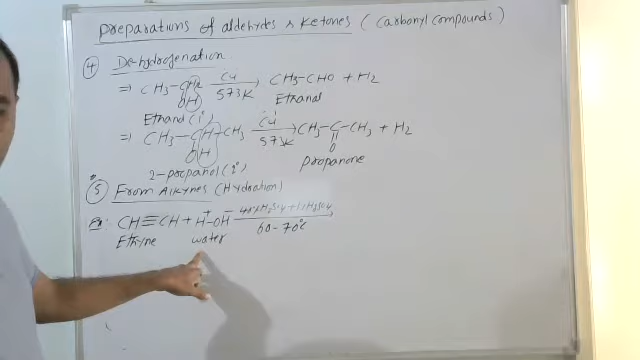 Preparations of aldehydes & Ketones (Carbonyl compounds)
④ De-hydrogenation
⇒ CH3-CH2 Cu → CH3-CHO + H2
OH 573K Ethanal
Ethanol (1°)
⇒ CH3-CH-CH3 Cu → CH3-C-CH3 + H2
OH 573K O
2-propanol (2°) propanone
⑤ From Alkynes (Hydration)
Ex: CH≡CH + H-OH →
60-70°C
Ethyne water